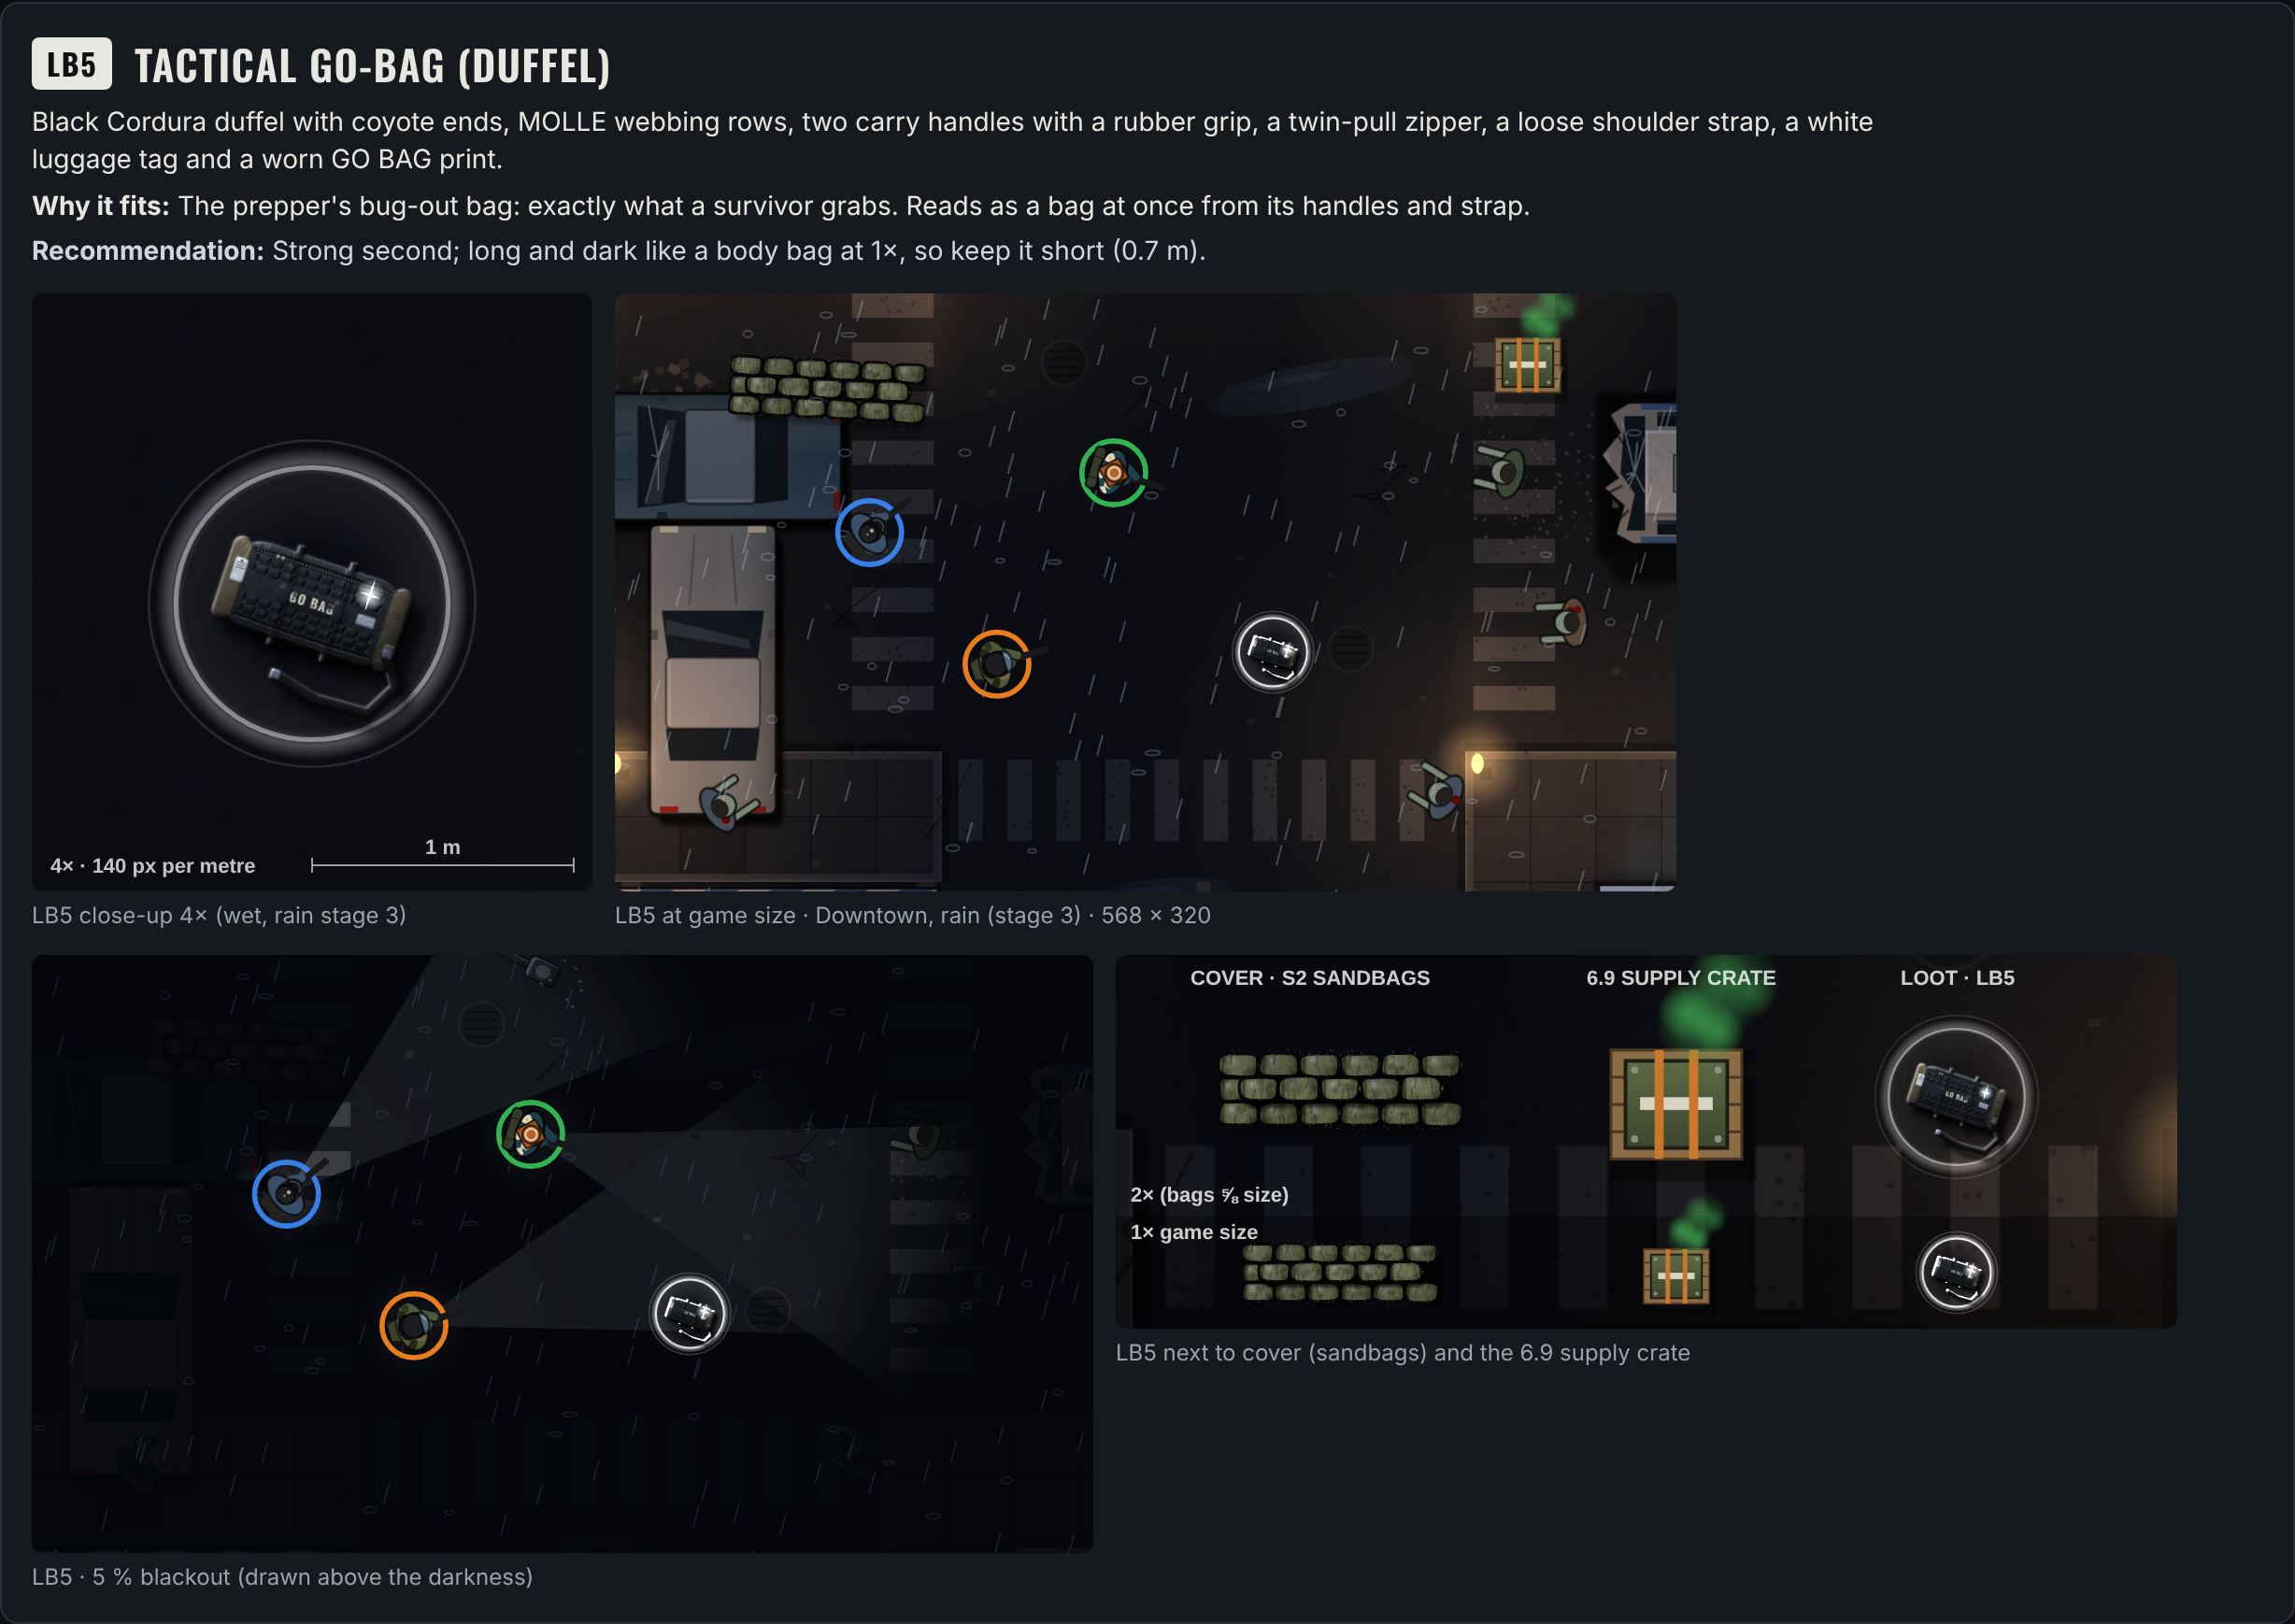 LB5 TACTICAL GO-BAG (DUFFEL)
Black Cordura duffel with coyote ends, MOLLE webbing rows, two carry handles with a rubber grip, a twin-pull zipper, a loose shoulder strap, a white
luggage tag and a worn GO BAG print.
Why it fits: The prepper's bug-out bag: exactly what a survivor grabs. Reads as a bag at once from its handles and strap.
Recommendation: Strong second; long and dark like a body bag at 1×, so keep it short (0.7 m).
GO BAG
4× · 140 px per metre
1 m
LB5 close-up 4× (wet, rain stage 3)
LB5 at game size · Downtown, rain (stage 3) · 568 × 320
COVER · S2 SANDBAGS
6.9 SUPPLY CRATE
LOOT · LB5
GO BAG
2× (bags ⅝ size)
1× game size
LB5 next to cover (sandbags) and the 6.9 supply crate
LB5 · 5 % blackout (drawn above the darkness)